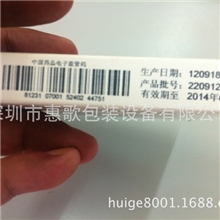 中国药品电子监管码
81231 07001 52402 44751
生产日期:120918
产品批号:220912
有效期至 2014年
深圳市惠歌包装设备有限公司
huige8001.1688.com